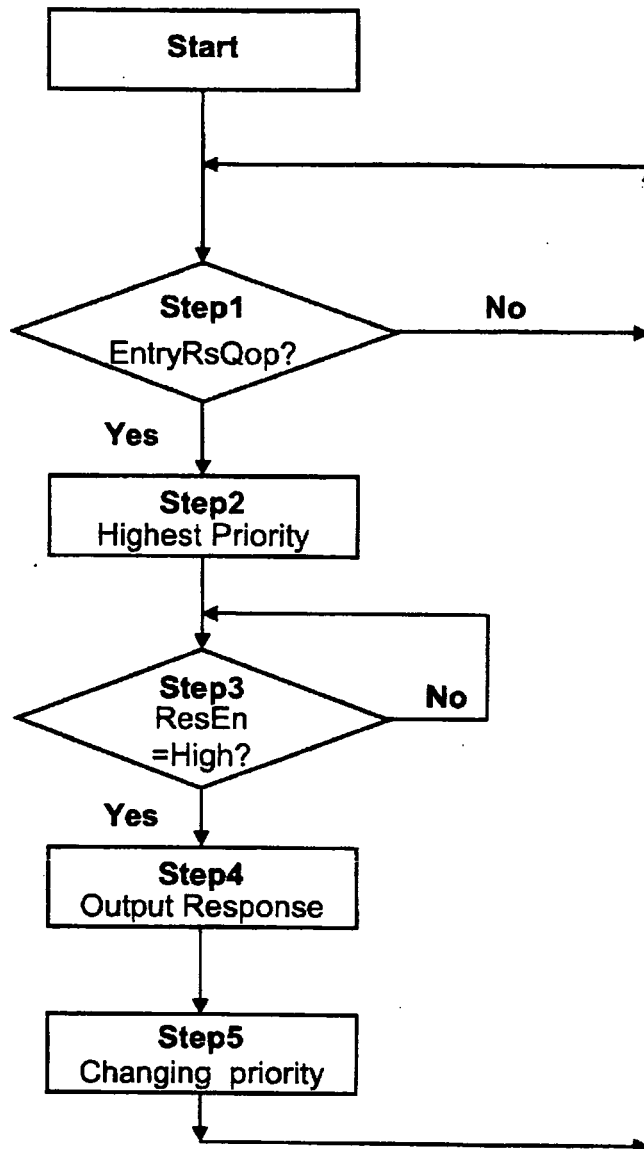 Start
Step1
EntryRsQop?
No
Yes
Step2
Highest Priority
Step3
ResEn
=High?
No
Yes
Step4
Output Response
Step5
Changing priority